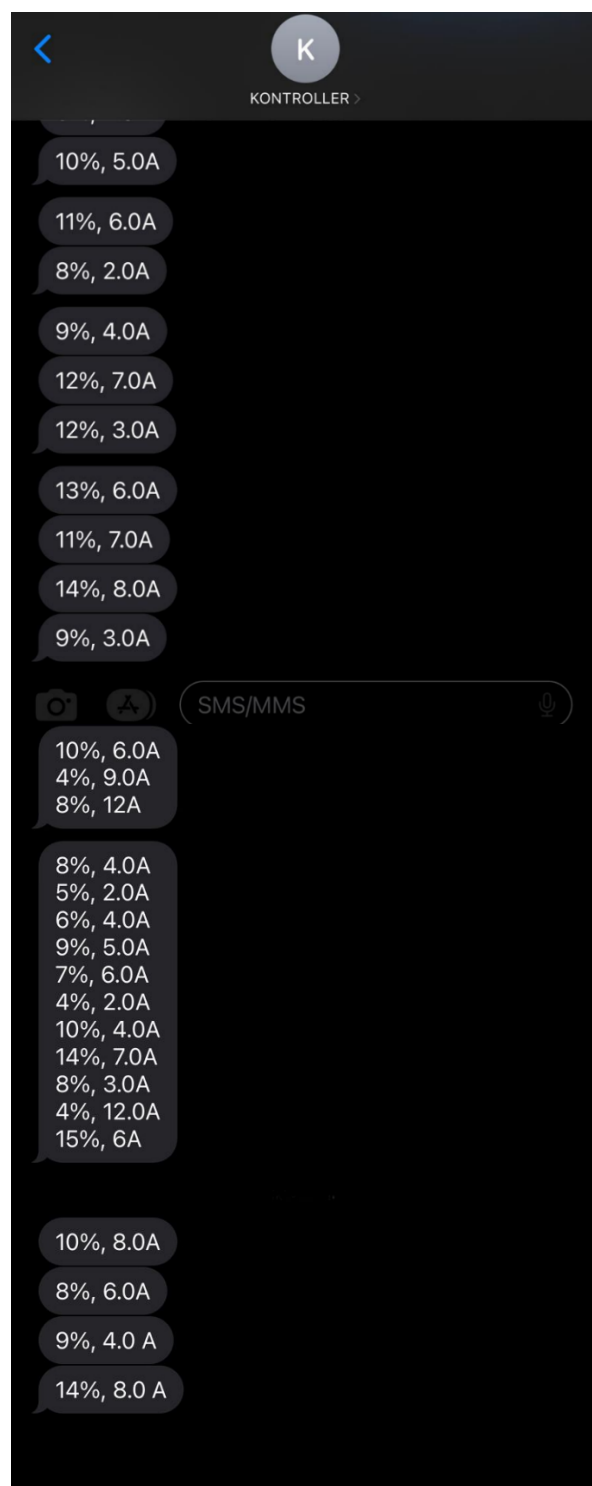 K
KONTROLLER >
10%, 5.0A
11%, 6.0A
8%, 2.0A
9%, 4.0A
12%, 7.0A
12%, 3.0A
13%, 6.0A
11%, 7.0A
14%, 8.0A
9%, 3.0A
SMS/MMS
10%, 6.0A
4%, 9.0A
8%, 12A
8%, 4.0A
5%, 2.0A
6%, 4.0A
9%, 5.0A
7%, 6.0A
4%, 2.0A
10%, 4.0A
14%, 7.0A
8%, 3.0A
4%, 12.0A
15%, 6A
10%, 8.0A
8%, 6.0A
9%, 4.0 A
14%, 8.0 A